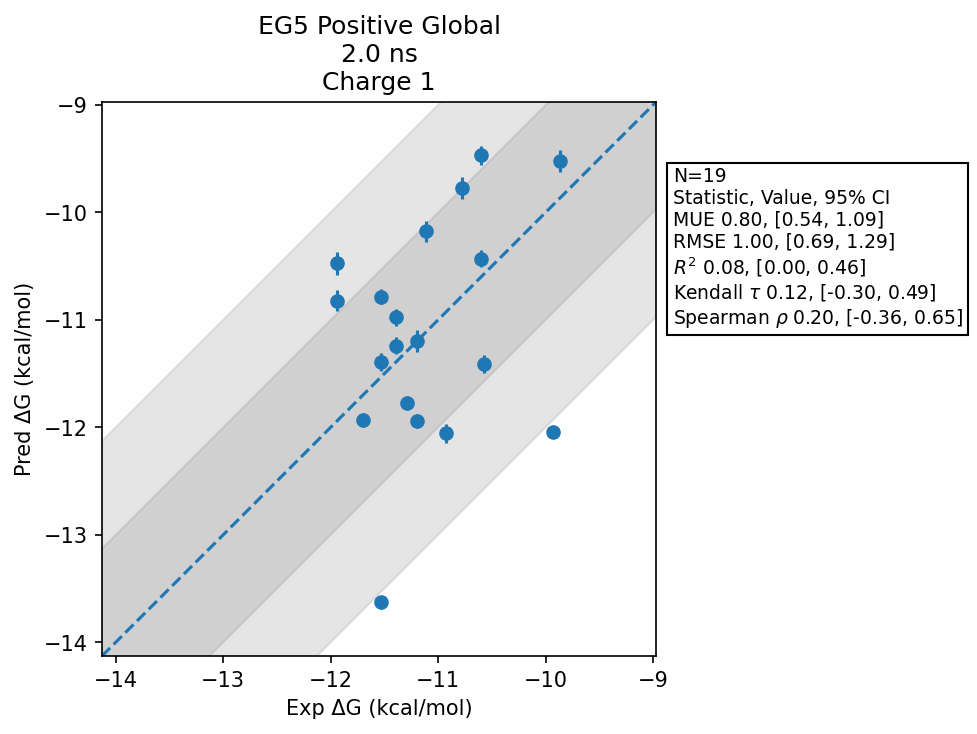 EG5 Positive Global
2.0 ns
Charge 1
−9
−10
−11
−12
−13
−14
Pred ΔG (kcal/mol)
−14
−13
−12
−11
−10
−9
Exp ΔG (kcal/mol)
N=19
Statistic, Value, 95% CI
MUE 0.80, [0.54, 1.09]
RMSE 1.00, [0.69, 1.29]
R² 0.08, [0.00, 0.46]
Kendall τ 0.12, [-0.30, 0.49]
Spearman ρ 0.20, [-0.36, 0.65]